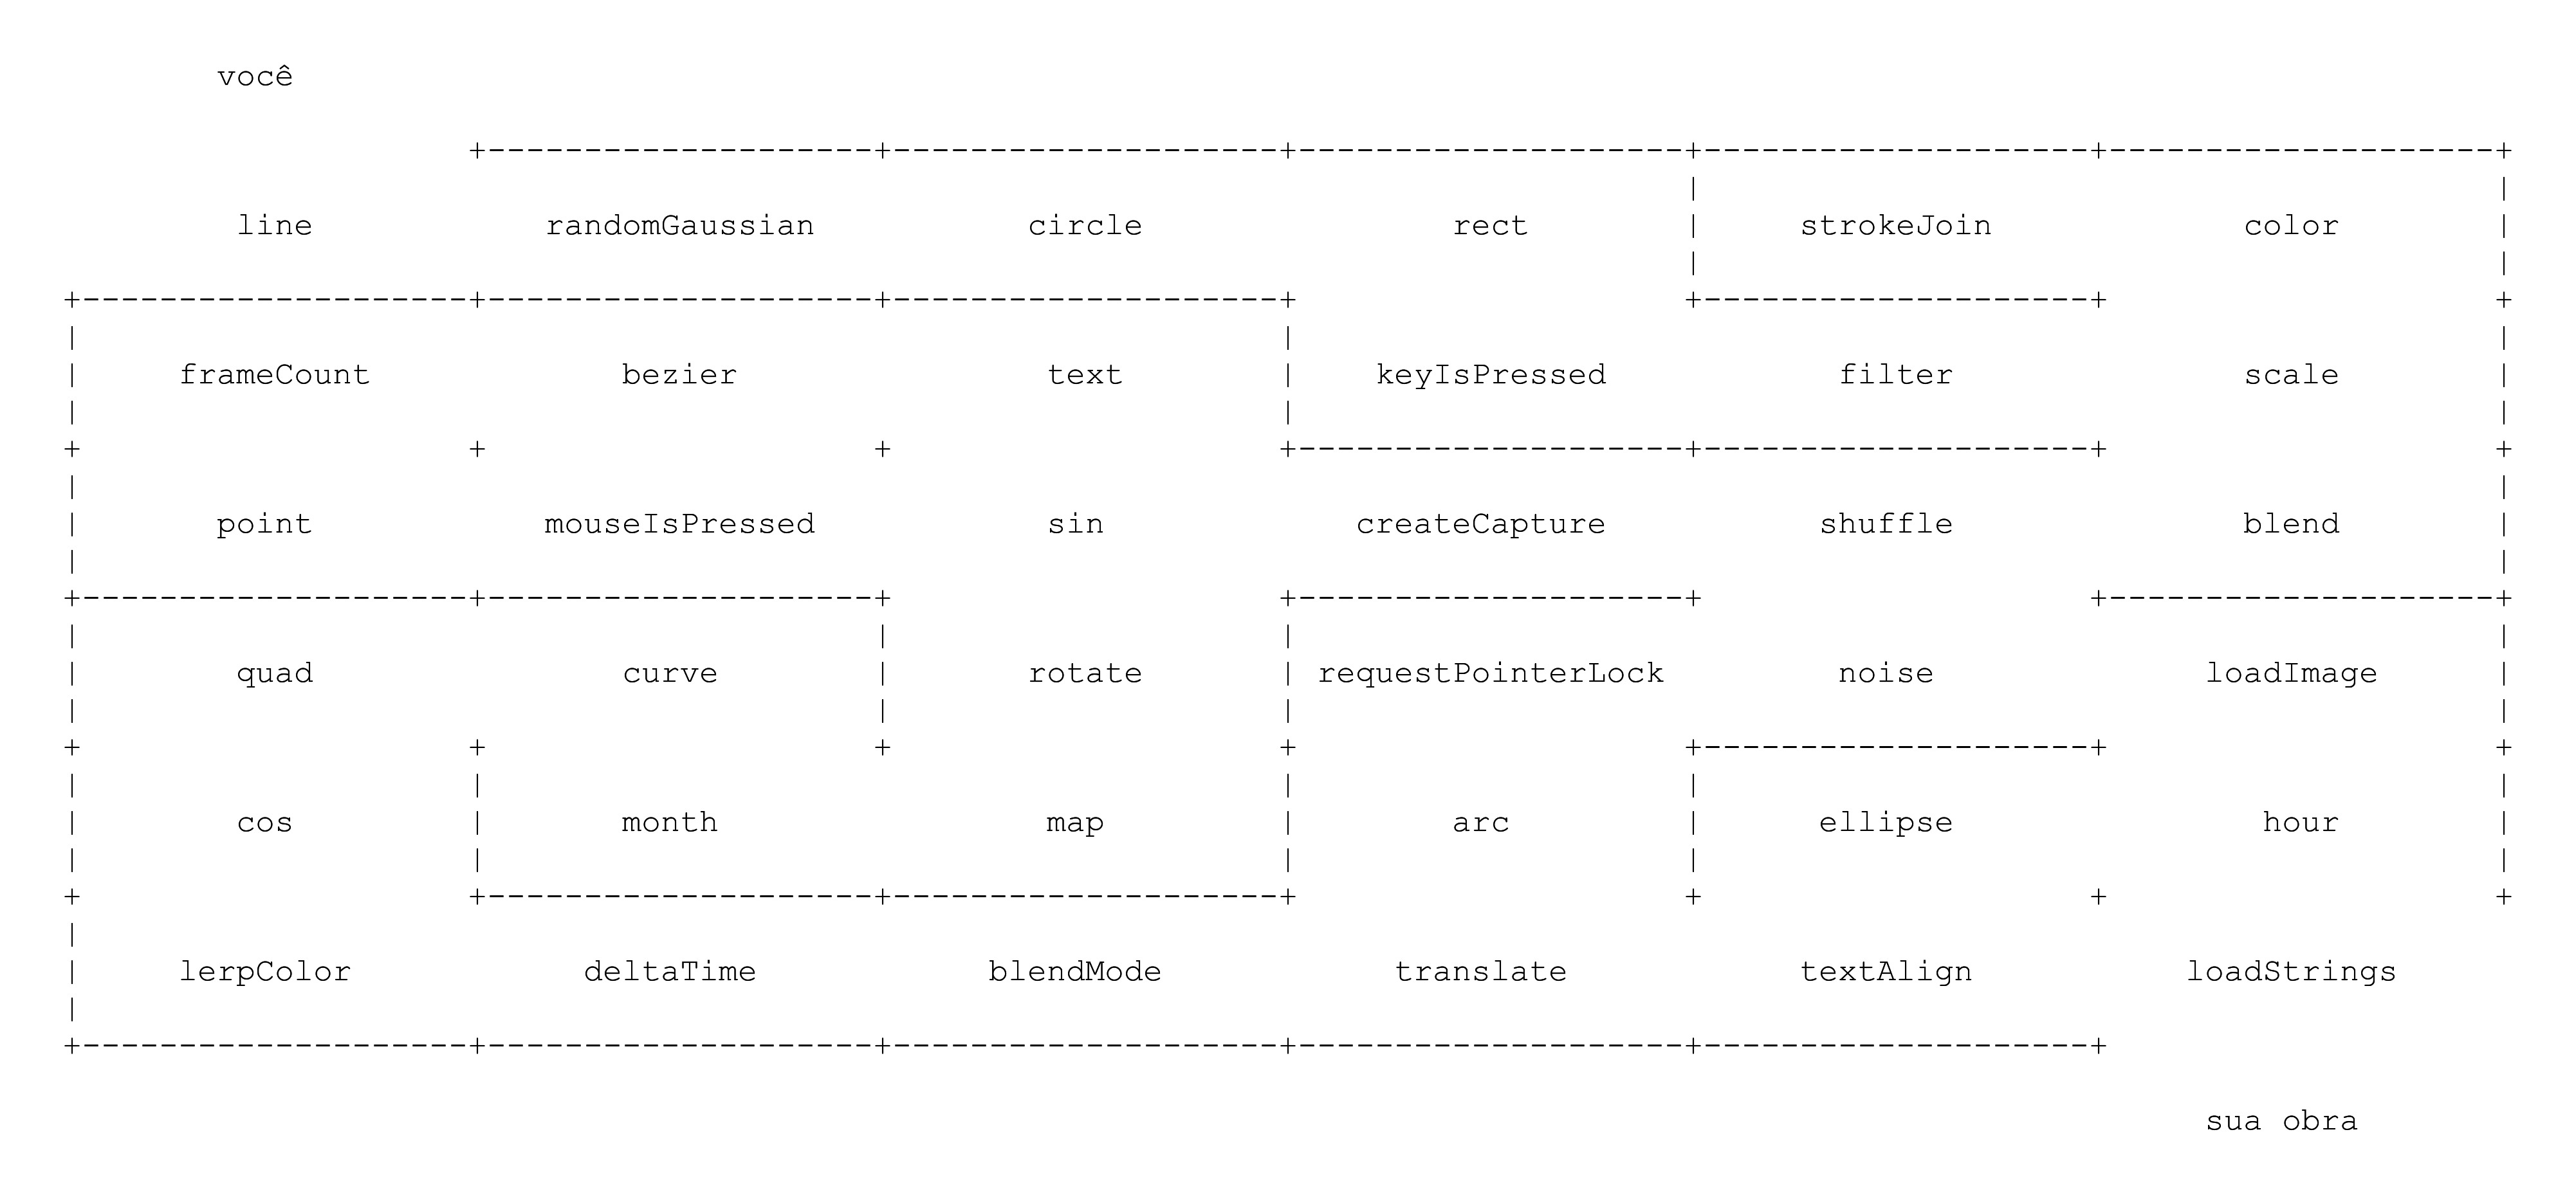 você
line randomGaussian circle rect strokeJoin color
frameCount bezier text keyIsPressed filter scale
point mouseIsPressed sin createCapture shuffle blend
quad curve rotate requestPointerLock noise loadImage
cos month map arc ellipse hour
lerpColor deltaTime blendMode translate textAlign loadStrings
sua obra